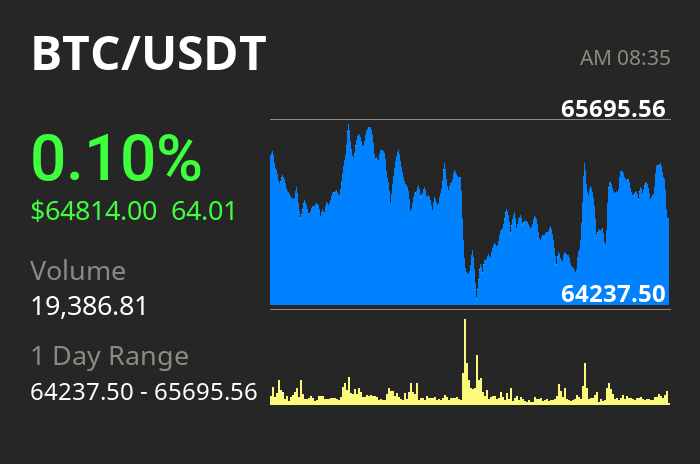 BTC/USDT
AM 08:35
65695.56
0.10%
$64814.00 64.01
Volume
19,386.81
64237.50
1 Day Range
64237.50 - 65695.56